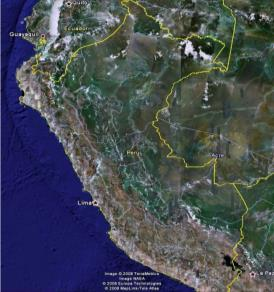 Quito
Ecuador
Guayaquil
Peru
Acre
Lima
La Paz
Image © 2008 TerraMetrics
Image NASA
© 2008 Europa Technologies
© 2008 MapLink/Tele Atlas